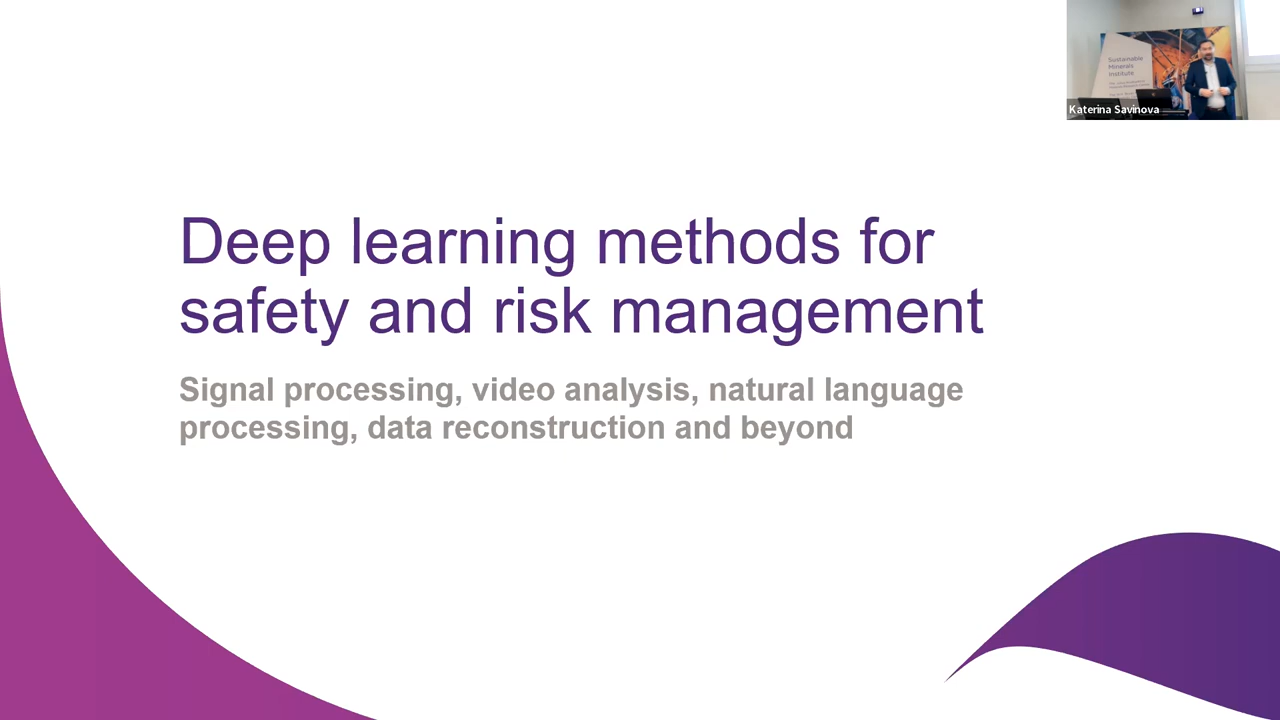 Sustainable
Minerals
Institute
Katerina Savinova
Deep learning methods for
safety and risk management
Signal processing, video analysis, natural language
processing, data reconstruction and beyond